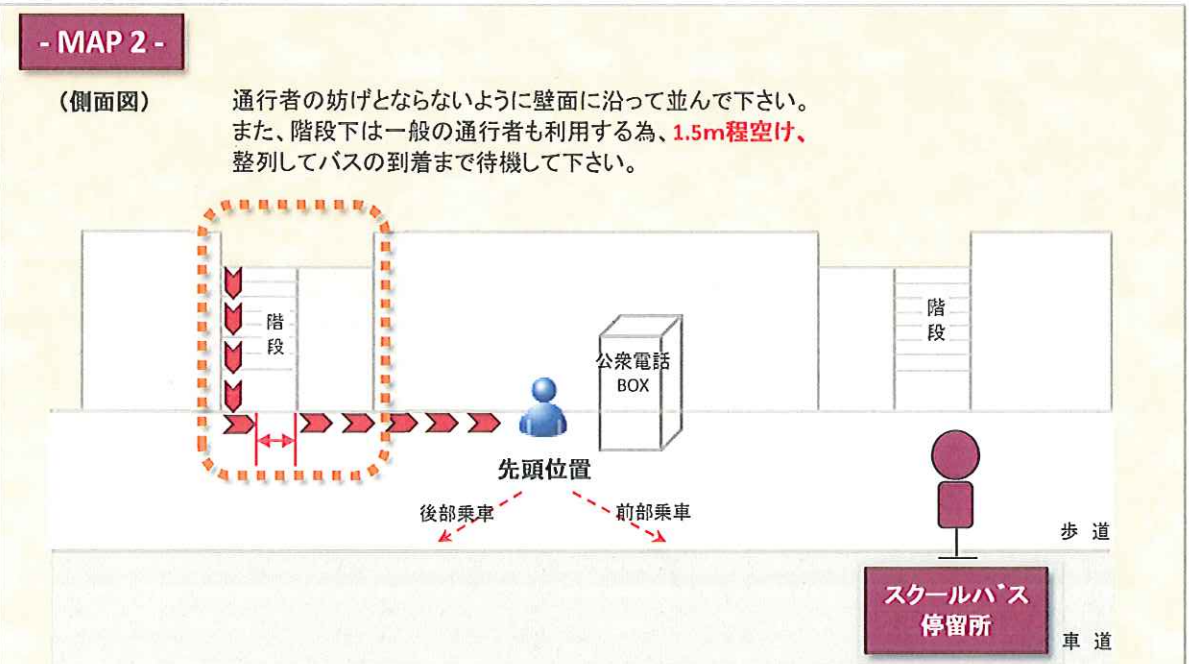 - MAP 2 -
（側面図）
通行者の妨げとならないように壁面に沿って並んで下さい。
また、階段下は一般の通行者も利用する為、1.5m程空け、
整列してバスの到着まで待機して下さい。
階段
階段
公衆電話
BOX
先頭位置
後部乗車
前部乗車
歩 道
スクールバス
停留所
車 道